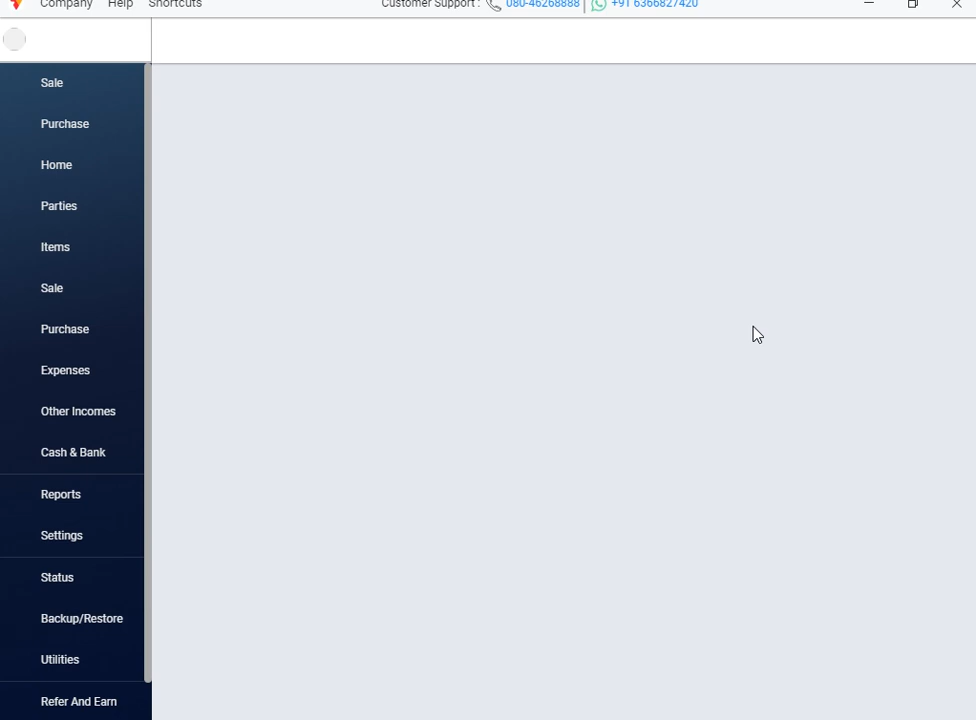 Company Help Shortcuts Customer Support : 080-46268888 +91 6366827420
Sale
Purchase
Home
Parties
Items
Sale
Purchase
Expenses
Other Incomes
Cash & Bank
Reports
Settings
Status
Backup/Restore
Utilities
Refer And Earn